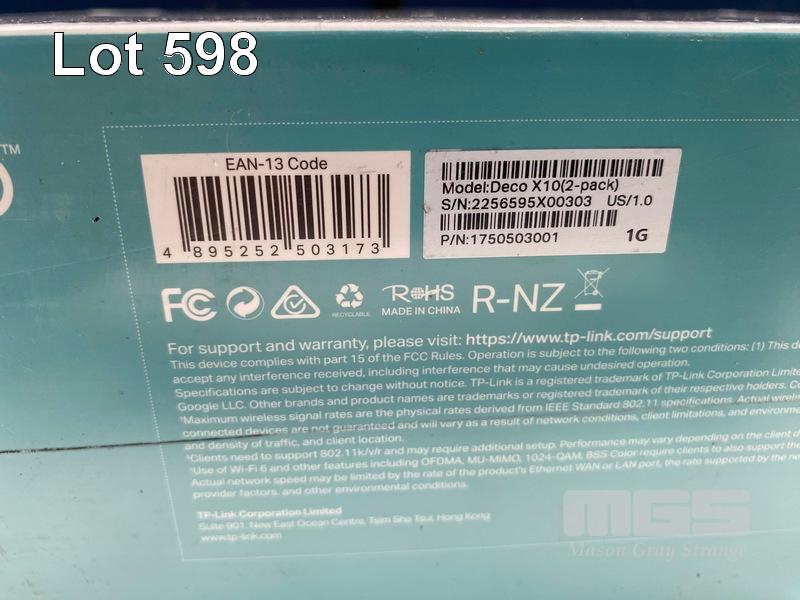 Lot 598
TM
EAN-13 Code
4 895252 503173
Model:Deco X10(2-pack)
S/N:2256595X00303 US/1.0
P/N:1750503001 1G
FC
RECYCLABLE
RoHS
MADE IN CHINA
R-NZ
For support and warranty, please visit: https://www.tp-link.com/support
This device complies with part 15 of the FCC Rules. Operation is subject to the following two conditions: (1) This de
accept any interference received, including interference that may cause undesired operation.
Specifications are subject to change without notice. TP-Link is a registered trademark of TP-Link Corporation Limite
Google LLC. Other brands and product names are trademarks or registered trademarks of their respective holders. Co
¹Maximum wireless signal rates are the physical rates derived from IEEE Standard 802.11 specifications. Actual wireles
connected devices are not guaranteed and will vary as a result of network conditions, client limitations, and environme
and density of traffic, and client location.
²Clients need to support 802.11k/v/r and may require additional setup. Performance may vary depending on the client d
³Use of Wi-Fi 6 and other features including OFDMA, MU-MIMO, 1024-QAM, BSS Color require clients to also support th
Actual network speed may be limited by the rate of the product's Ethernet WAN or LAN port, the rate supported by the ne
provider factors, and other environmental conditions.
TP-Link Corporation Limited
Suite 901, New East Ocean Centre, Tsim Sha Tsui, Hong Kong
www.tp-link.com
MGS
Mason Gray Strange